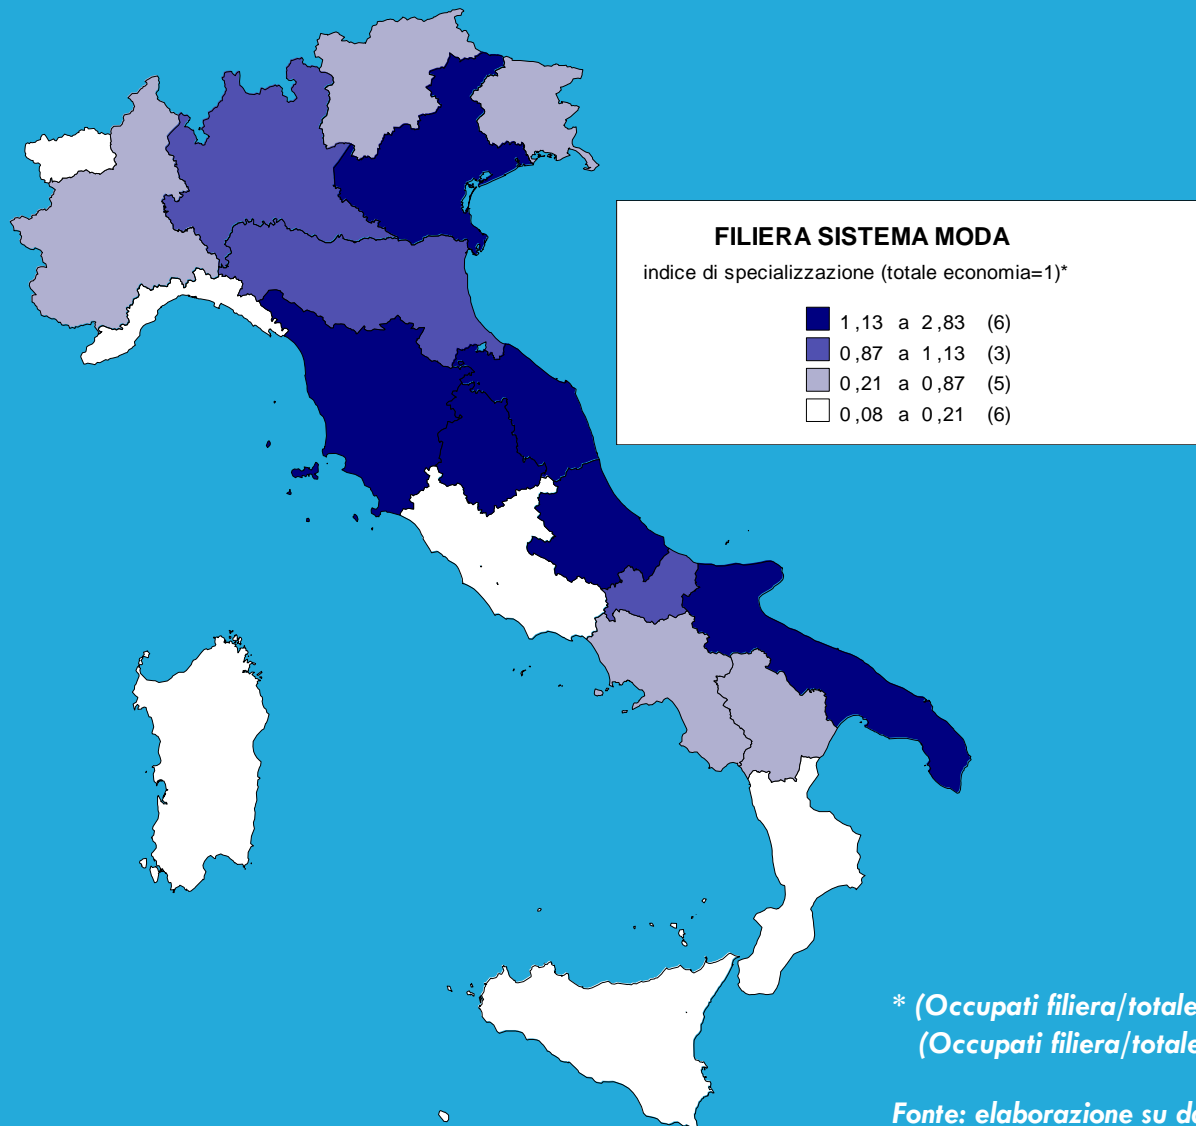 FILIERA SISTEMA MODA
indice di specializzazione (totale economia=1)*
1,13 a 2,83 (6)
0,87 a 1,13 (3)
0,21 a 0,87 (5)
0,08 a 0,21 (6)
* (Occupati filiera/totale
(Occupati filiera/totale
Fonte: elaborazione su